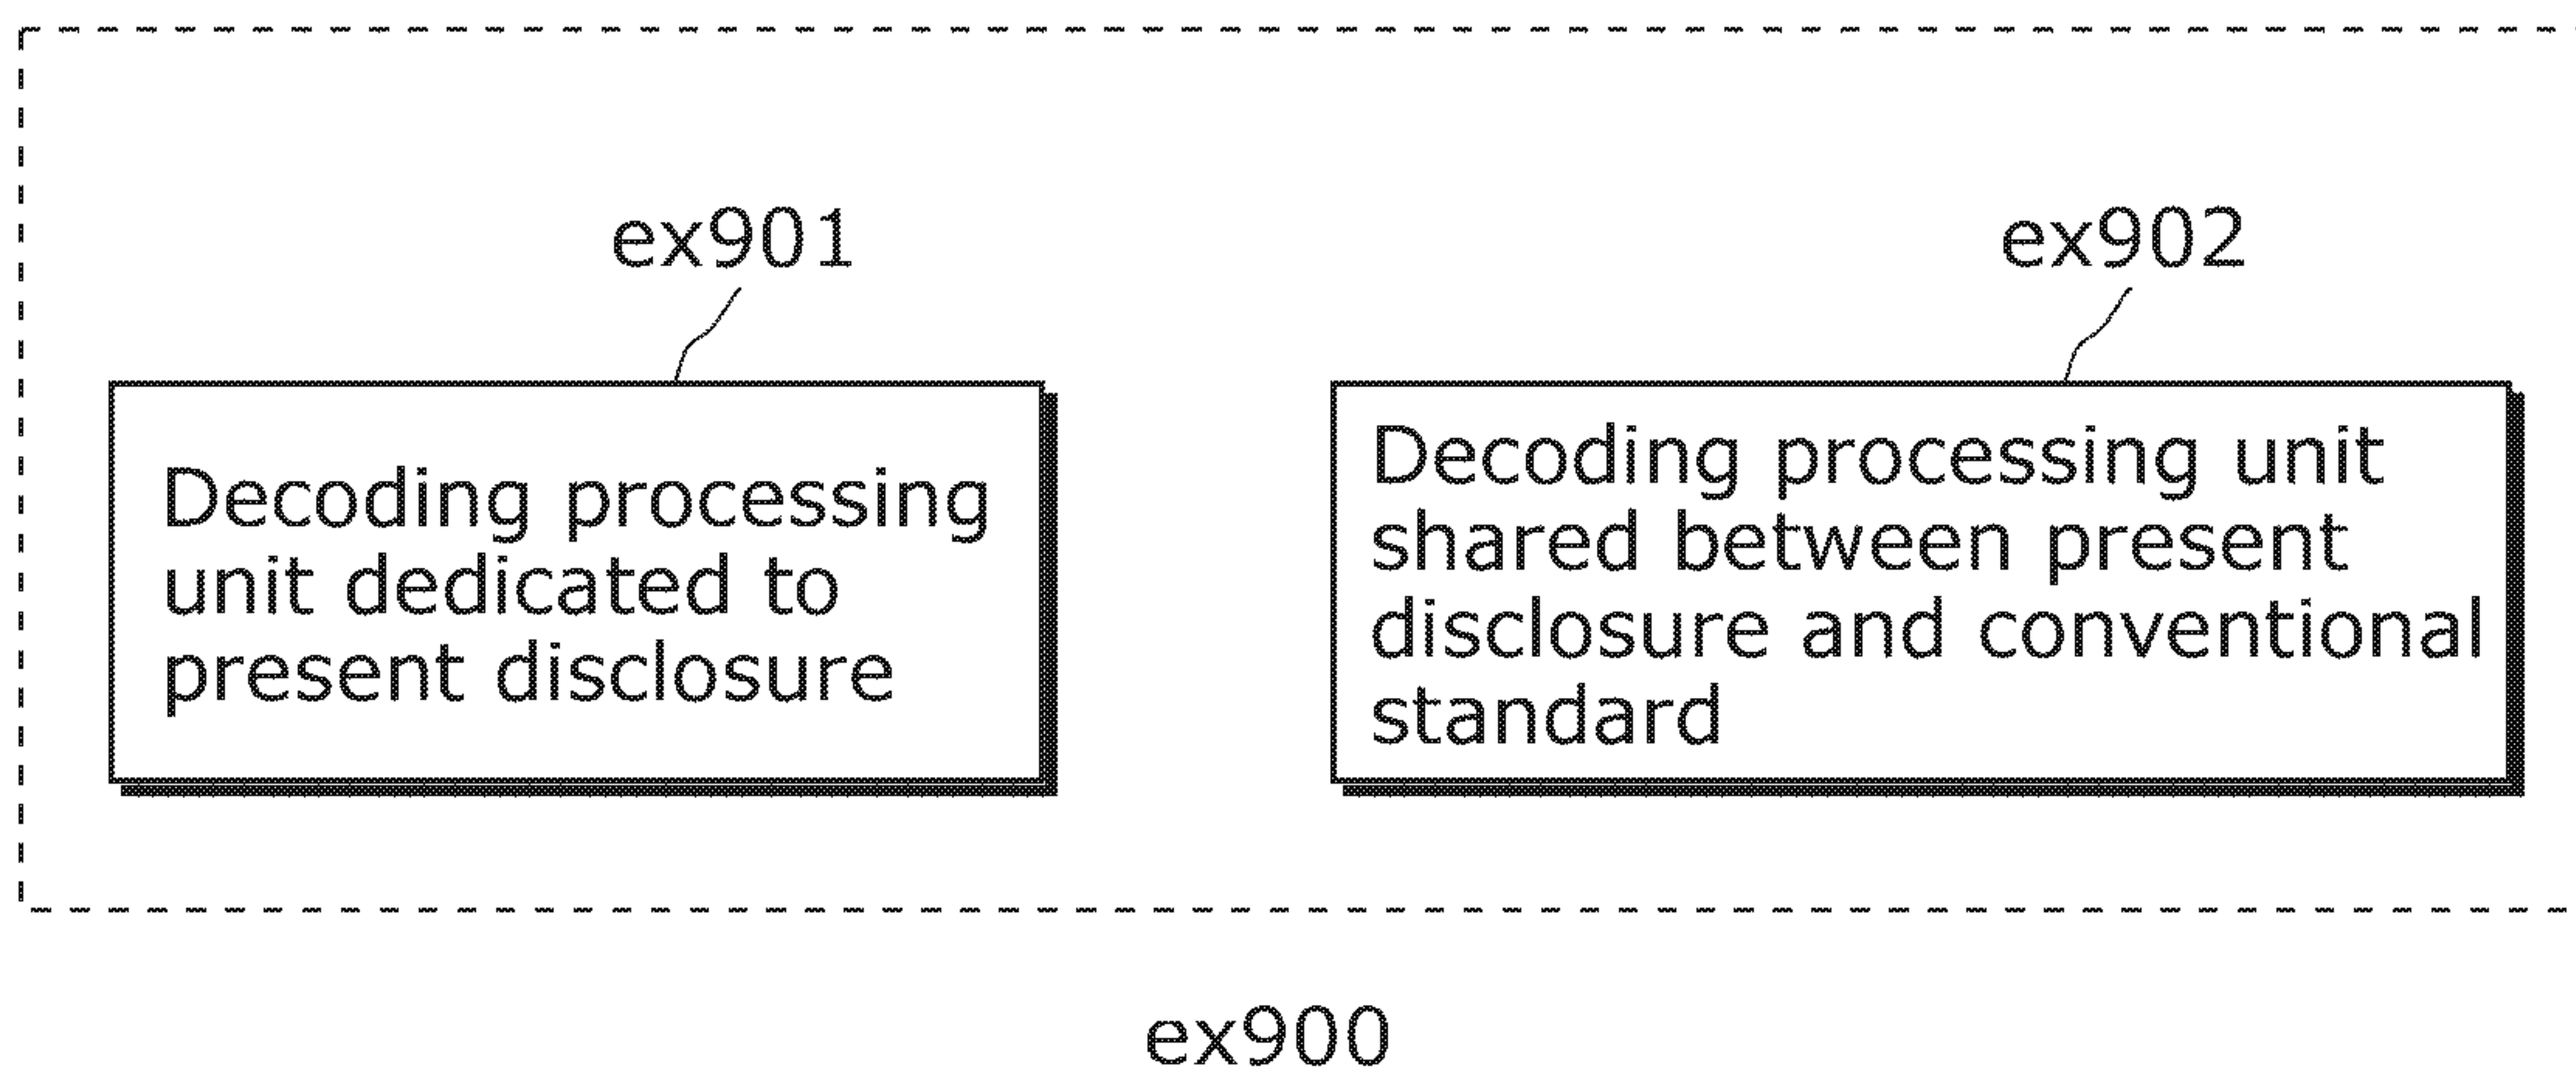 ex901
Decoding processing
unit dedicated to
present disclosure
ex902
Decoding processing unit
shared between present
disclosure and conventional
standard
ex900